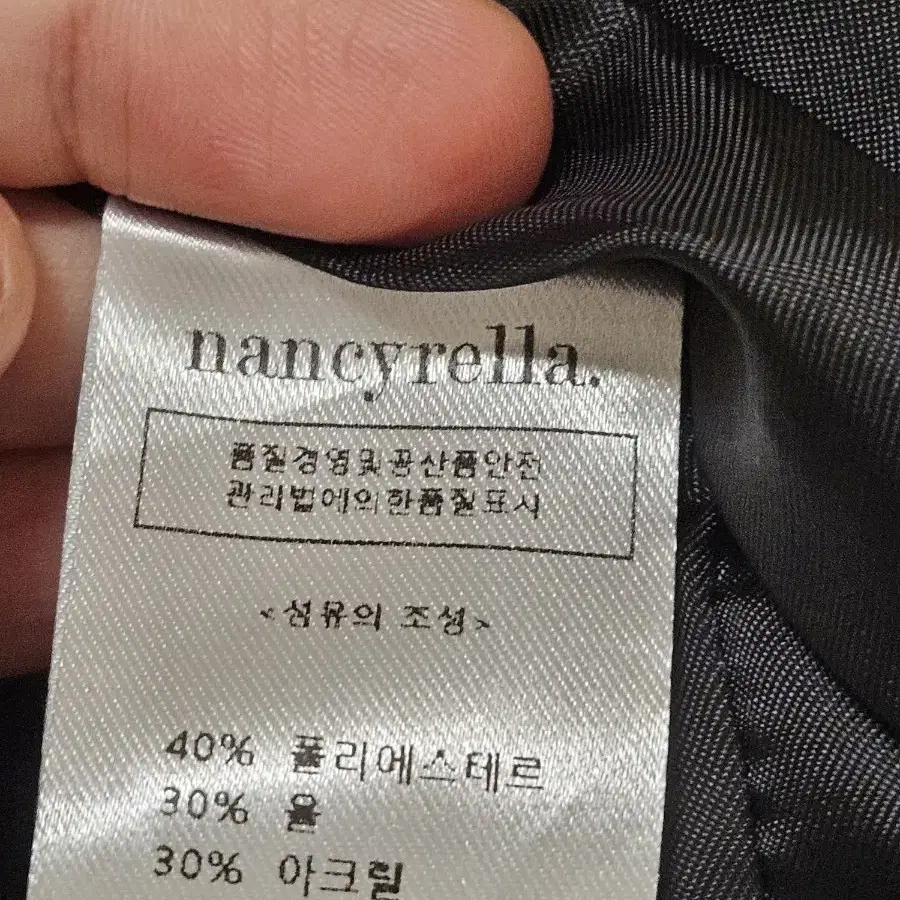 nancyrella.
품질경영및공산품안전
관리법에의한품질표시
<섬유의 조성>
40% 폴리에스테르
30% 울
30% 아크릴